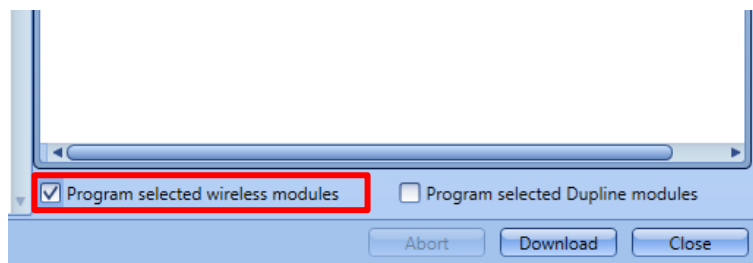 Program selected wireless modules Program selected Dupline modules
Abort Download Close